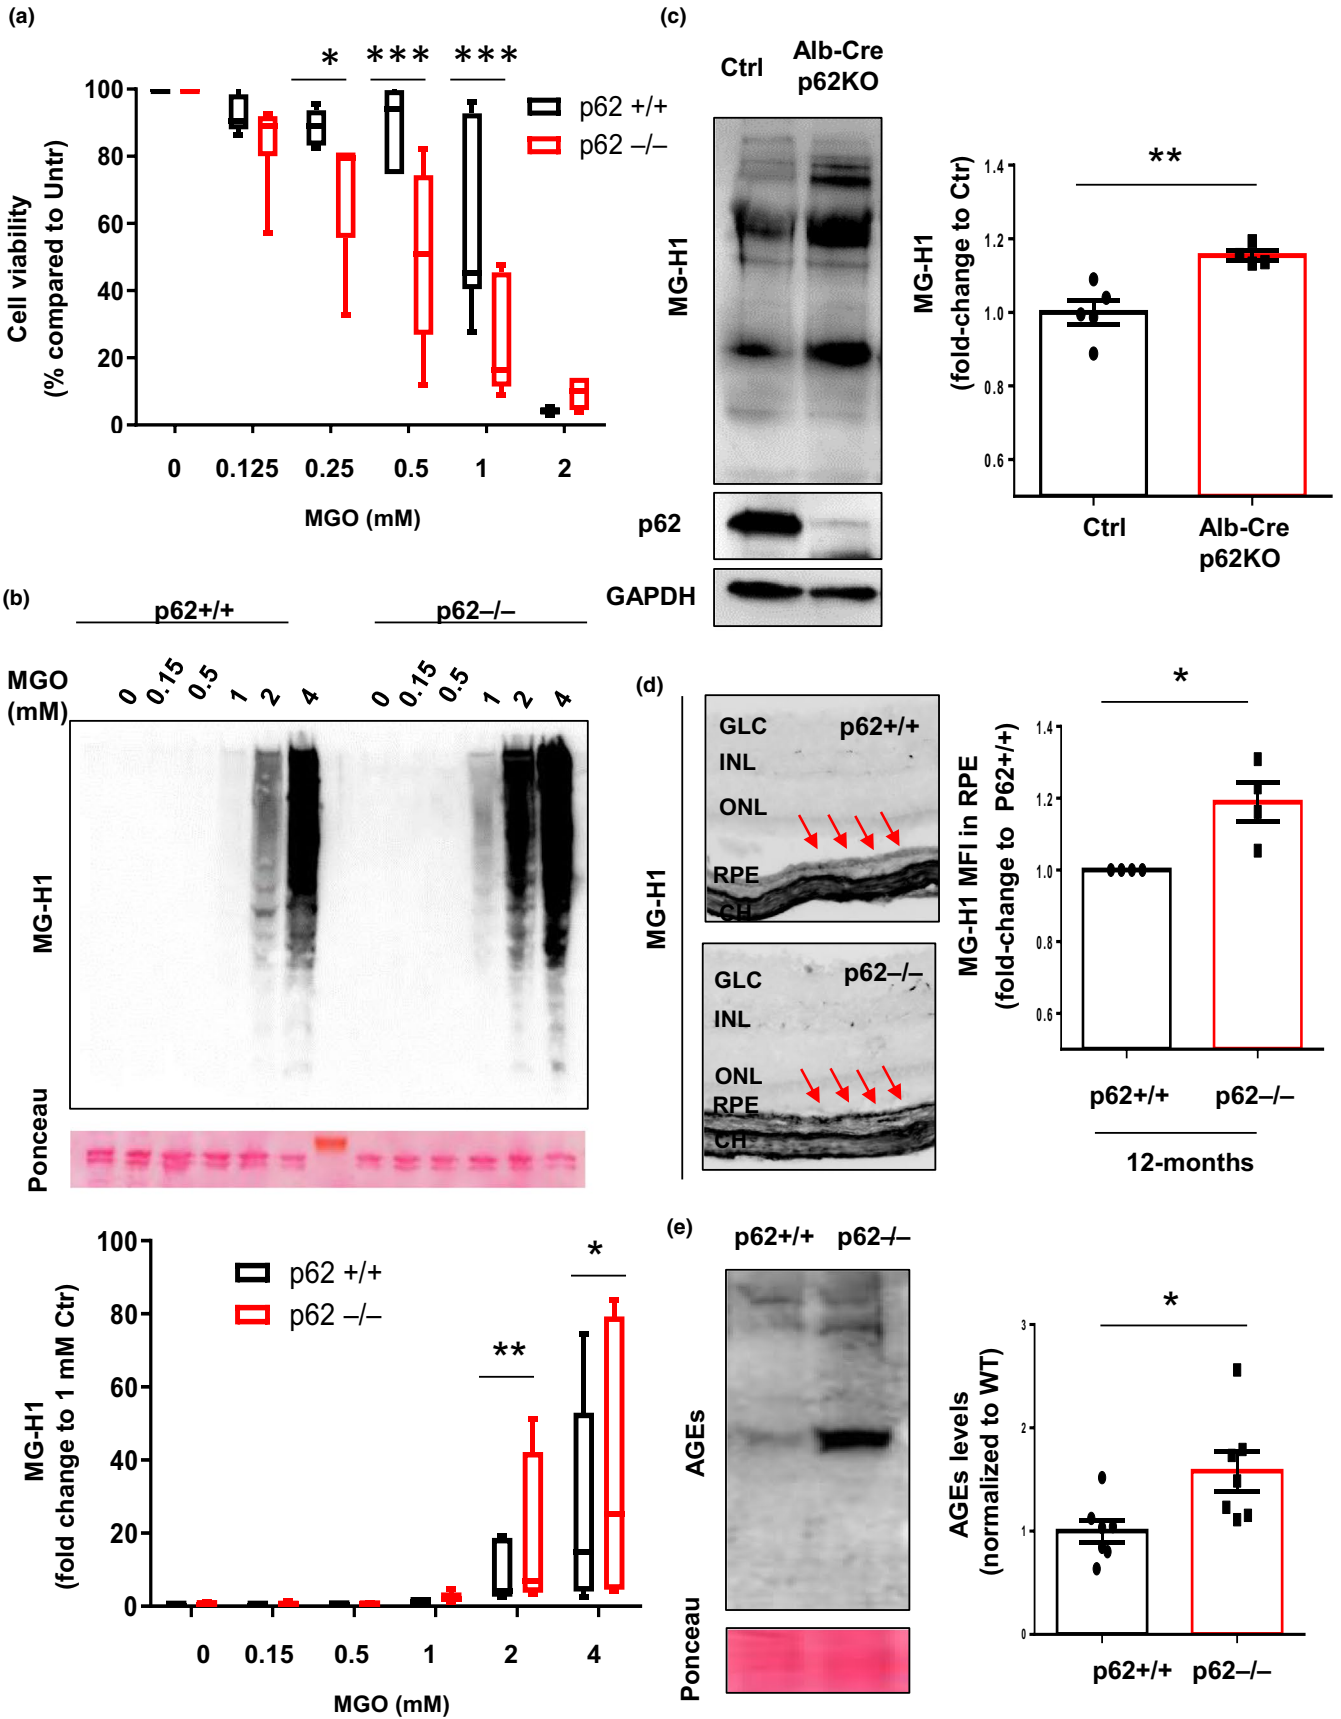 (a)
* *** ***
100
80
60
40
20
0
Cell viability
(% compared to Untr)
p62 +/+
p62 –/–
0 0.125 0.25 0.5 1 2
MGO (mM)
(b)
p62+/+ p62–/–
MGO
(mM)
0 0.15 0.5 1 2 4 0 0.15 0.5 1 2 4
MG-H1
Ponceau
100
80
60
40
20
0
MG-H1
(fold change to 1 mM Ctr)
p62 +/+
p62 –/–
**
*
0 0.15 0.5 1 2 4
MGO (mM)
(c)
Ctrl Alb-Cre
p62KO
MG-H1
p62
GAPDH
MG-H1
(fold-change to Ctr)
**
1.4
1.2
1.0
0.8
0.6
Ctrl Alb-Cre
p62KO
(d)
MG-H1
GLC p62+/+
INL
ONL
RPE
CH
GLC p62–/–
INL
ONL
RPE
CH
MG-H1 MFI in RPE
(fold-change to P62+/+)
*
1.4
1.2
1.0
0.8
0.6
p62+/+ p62–/–
12-months
(e)
p62+/+ p62–/–
AGEs
Ponceau
AGEs levels
(normalized to WT)
*
3
2
1
0
p62+/+ p62–/–